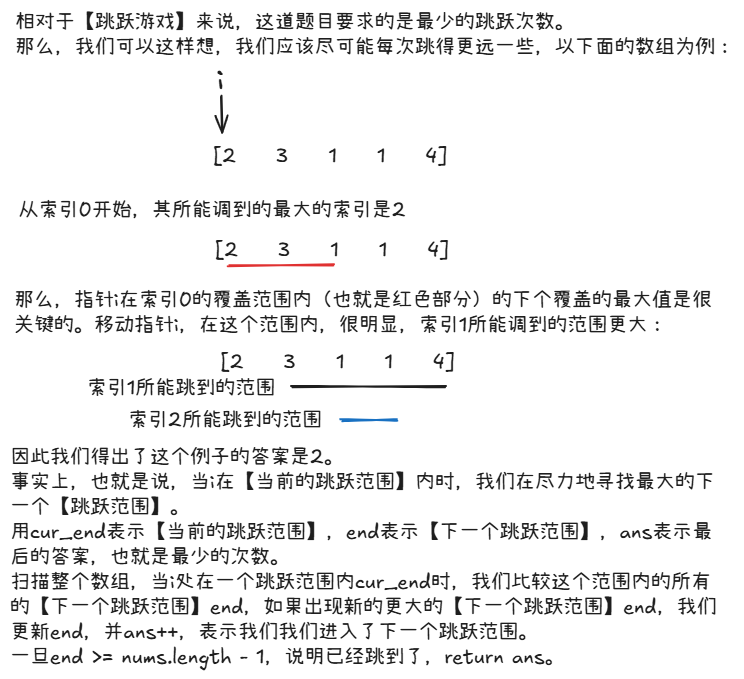 相对于【跳跃游戏】来说，这道题目要求的是最少的跳跃次数。
那么，我们可以这样想，我们应该尽可能每次跳得更远一些，以下面的数组为例：
i
[2 3 1 1 4]
从索引0开始，其所能调到的最大的索引是2
[2 3 1 1 4]
那么，指针i在索引0的覆盖范围内（也就是红色部分）的下个覆盖的最大值是很
关键的。移动指针i，在这个范围内，很明显，索引1所能调到的范围更大：
[2 3 1 1 4]
索引1所能跳到的范围
索引2所能跳到的范围
因此我们得出了这个例子的答案是2。
事实上，也就是说，当i在【当前的跳跃范围】内时，我们在尽力地寻找最大的下
一个【跳跃范围】。
用cur_end表示【当前的跳跃范围】，end表示【下一个跳跃范围】，ans表示最
后的答案，也就是最少的次数。
扫描整个数组，当i处在一个跳跃范围内cur_end时，我们比较这个范围内的所有
的【下一个跳跃范围】end，如果出现新的更大的【下一个跳跃范围】end，我们
更新end，并ans++，表示我们我们进入了下一个跳跃范围。
一旦end >= nums.length - 1，说明已经跳到了，return ans。